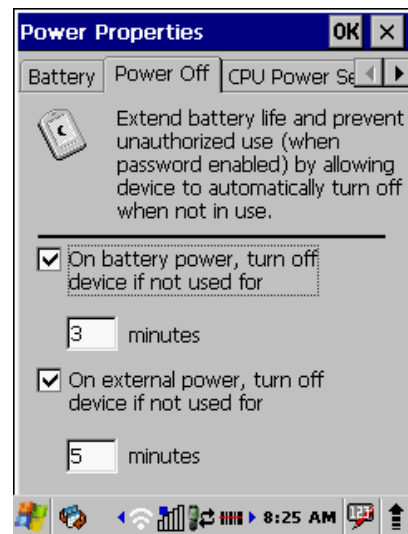 Power Properties OK ×
Battery Power Off CPU Power Se
Extend battery life and prevent
unauthorized use (when
password enabled) by allowing
device to automatically turn off
when not in use.
On battery power, turn off
device if not used for
3 minutes
On external power, turn off
device if not used for
5 minutes
8:25 AM 123